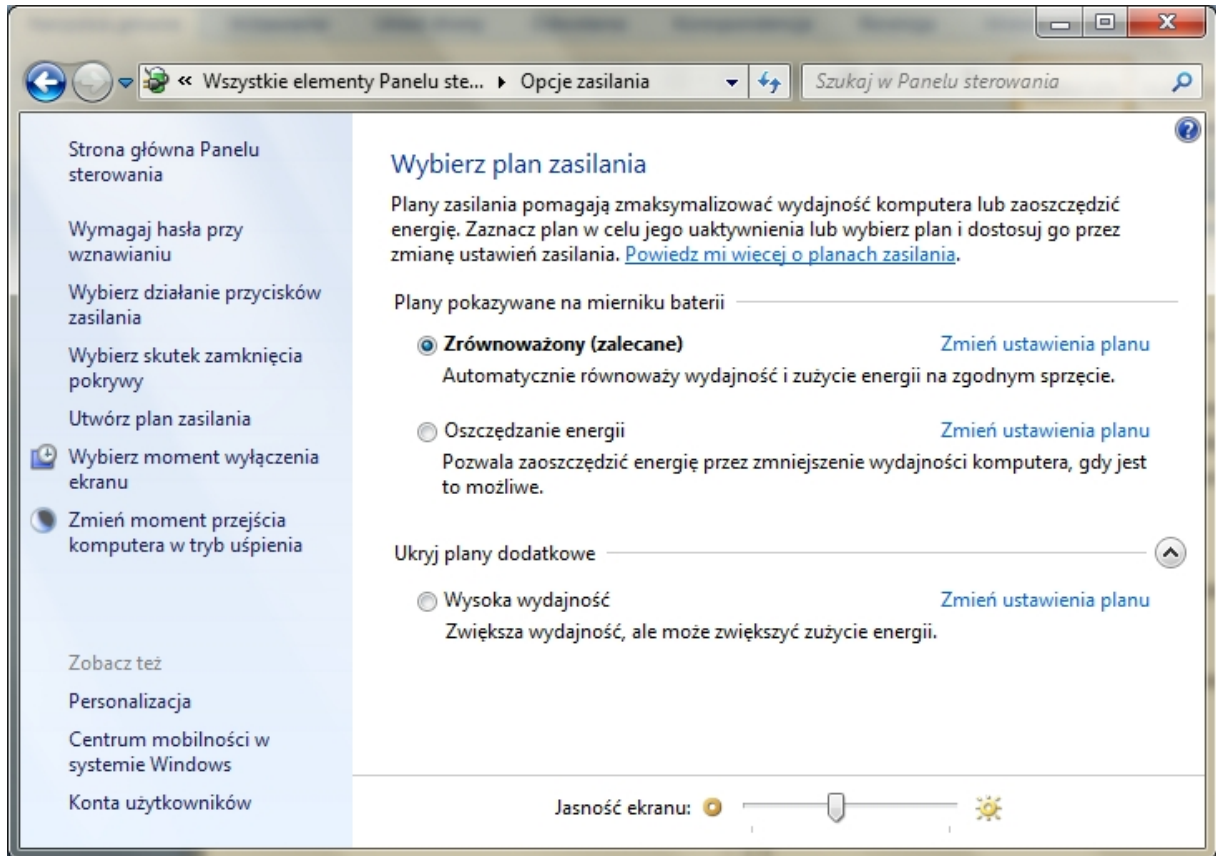 « Wszystkie elementy Panelu ste... Opcje zasilania
Szukaj w Panelu sterowania
Strona główna Panelu
sterowania
Wymagaj hasła przy
wznawianiu
Wybierz działanie przycisków
zasilania
Wybierz skutek zamknięcia
pokrywy
Utwórz plan zasilania
Wybierz moment wyłączenia
ekranu
Zmień moment przejścia
komputera w tryb uśpienia
Zobacz też
Personalizacja
Centrum mobilności w
systemie Windows
Konta użytkowników
Wybierz plan zasilania
Plany zasilania pomagają zmaksymalizować wydajność komputera lub zaoszczędzić
energię. Zaznacz plan w celu jego uaktywnienia lub wybierz plan i dostosuj go przez
zmianę ustawień zasilania. Powiedz mi więcej o planach zasilania.
Plany pokazywane na mierniku baterii
Zrównoważony (zalecane) Zmień ustawienia planu
Automatycznie równoważy wydajność i zużycie energii na zgodnym sprzęcie.
Oszczędzanie energii Zmień ustawienia planu
Pozwala zaoszczędzić energię przez zmniejszenie wydajności komputera, gdy jest
to możliwe.
Ukryj plany dodatkowe
Wysoka wydajność Zmień ustawienia planu
Zwiększa wydajność, ale może zwiększyć zużycie energii.
Jasność ekranu: